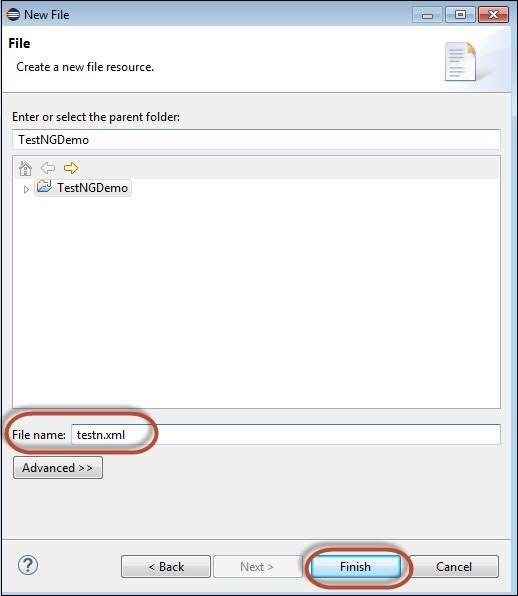 New File
File
Create a new file resource.
Enter or select the parent folder:
TestNGDemo
TestNGDemo
File name: testn.xml
Advanced >>
? < Back Next > Finish Cancel